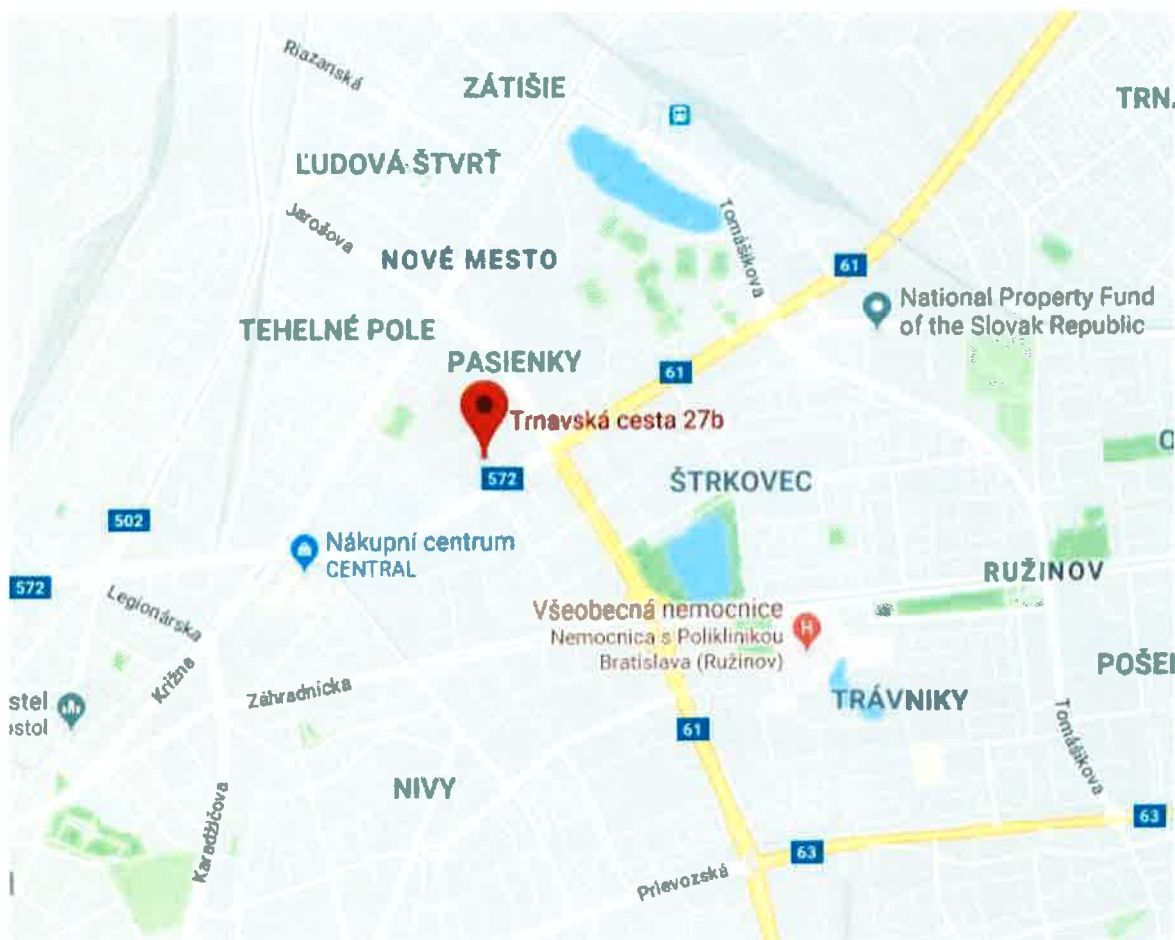 Riazanská
ZÁTIŠIE
TRN
ĽUDOVÁ ŠTVRŤ
Jarošova
Tomášikova
NOVÉ MESTO
61
National Property Fund
of the Slovak Republic
TEHELNÉ POLE
PASIENKY
61
Trnavská cesta 27b
572
ŠTRKOVEC
502
Nákupní centrum
CENTRAL
572
RUŽINOV
Legionárska
Všeobecná nemocnice
Nemocnica s Poliklinikou
Bratislava (Ružinov)
H
Krížna
Záhradnícka
POŠE
stel
ostol
TRÁVNIKY
61
Tomášikova
NIVY
Karadžičova
63
63
Prievozská